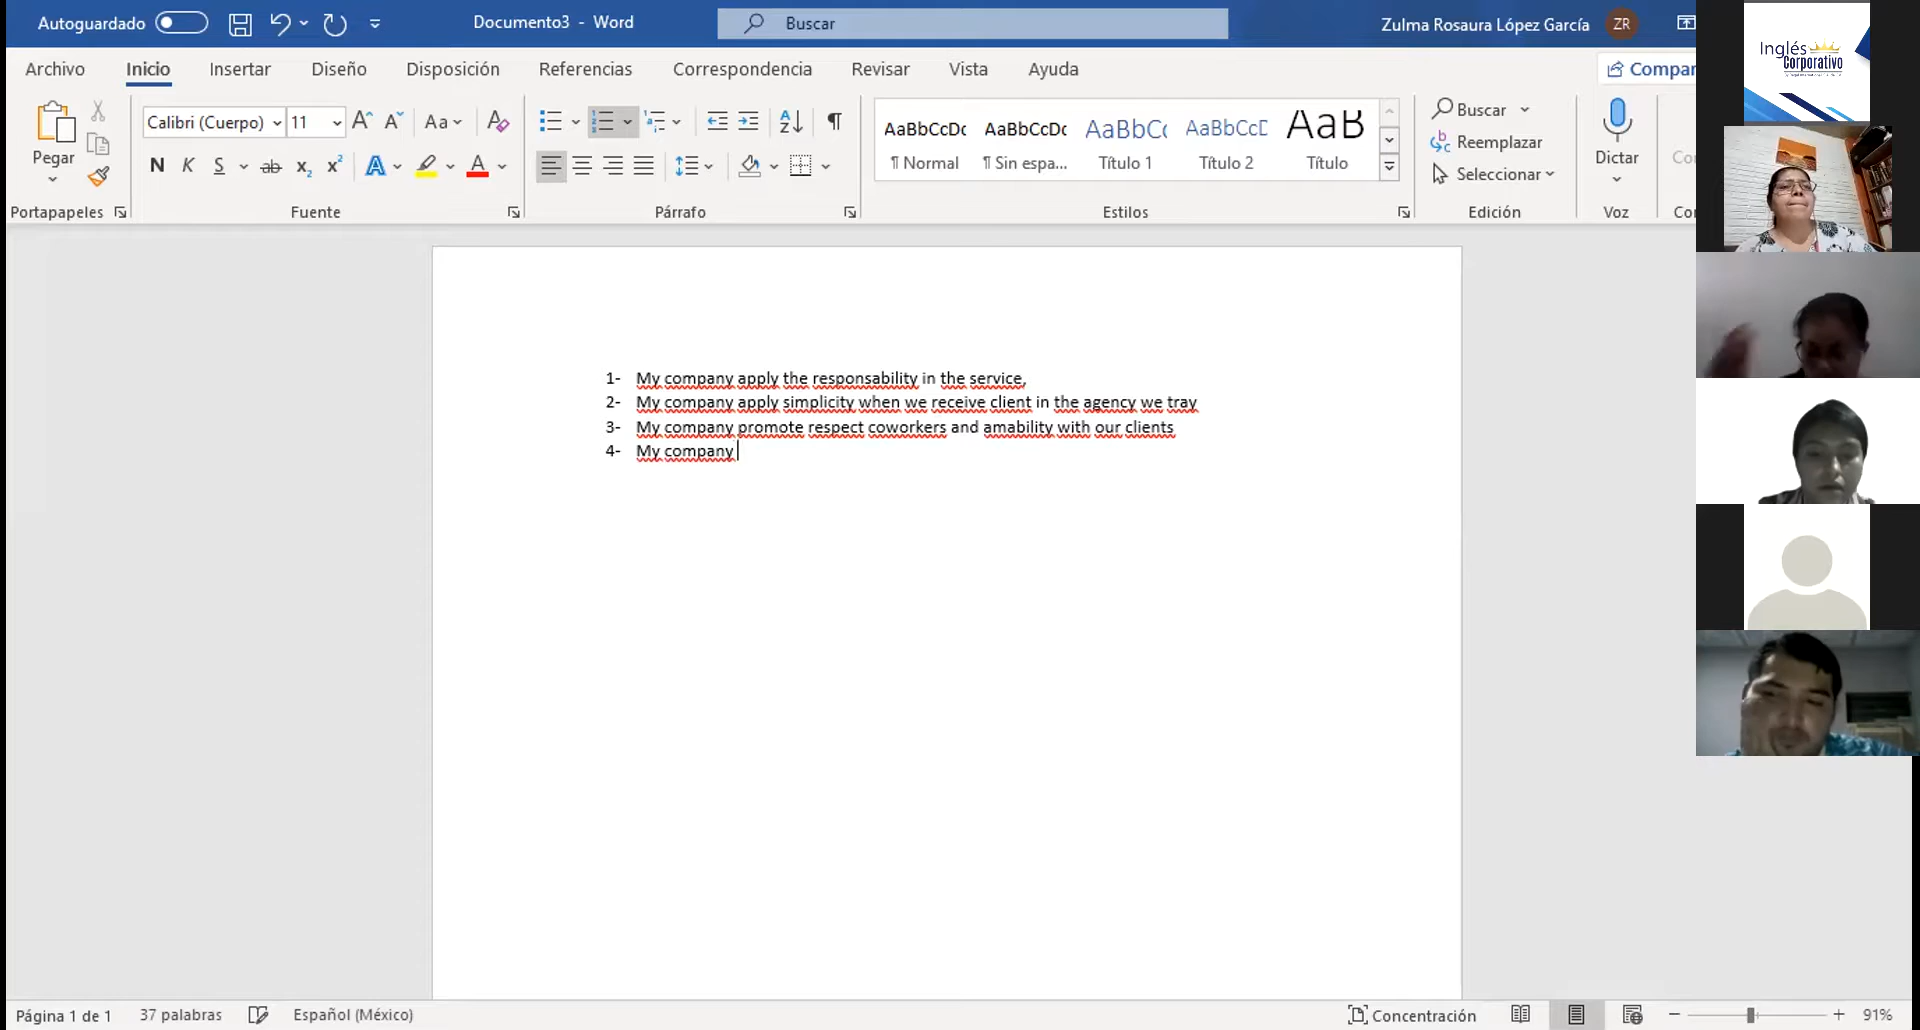 Autoguardado
Documento3 - Word
Buscar
Zulma Rosaura López García
ZR
Archivo
Inicio
Insertar
Diseño
Disposición
Referencias
Correspondencia
Revisar
Vista
Ayuda
Compar
Pegar
Portapapeles
Calibri (Cuerpo)
11
Aa
N K S ab x₂ x² A A
Fuente
Párrafo
AaBbCcDc
¶ Normal
AaBbCcDc
¶ Sin espa...
AaBbCc
Título 1
AaBbCcD
Título 2
AaB
Título
Estilos
Buscar
Reemplazar
Seleccionar
Edición
Dictar
Voz
Co
Inglés
Corporativo
1- My company apply the responsability in the service,
2- My company apply simplicity when we receive client in the agency we tray
3- My company promote respect coworkers and amability with our clients
4- My company
Página 1 de 1
37 palabras
Español (México)
Concentración
91%